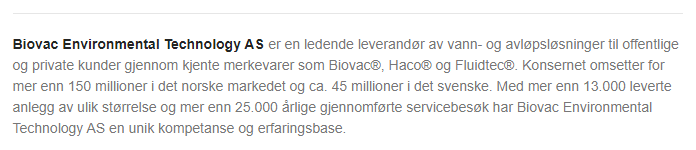 Biovac Environmental Technology AS er en ledende leverandør av vann- og avløpsløsninger til offentlige
og private kunder gjennom kjente merkevarer som Biovac®, Haco® og Fluidtec®. Konsernet omsetter for
mer enn 150 millioner i det norske markedet og ca. 45 millioner i det svenske. Med mer enn 13.000 leverte
anlegg av ulik størrelse og mer enn 25.000 årlige gjennomførte servicebesøk har Biovac Environmental
Technology AS en unik kompetanse og erfaringsbase.